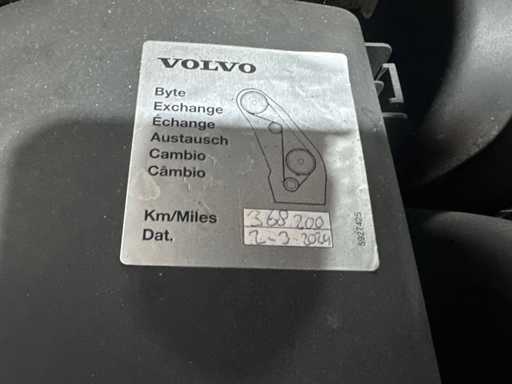 VOLVO
Byte
Exchange
Échange
Austausch
Cambio
Câmbio
Km/Miles 368 200
Dat. 2-3-2024
5927425